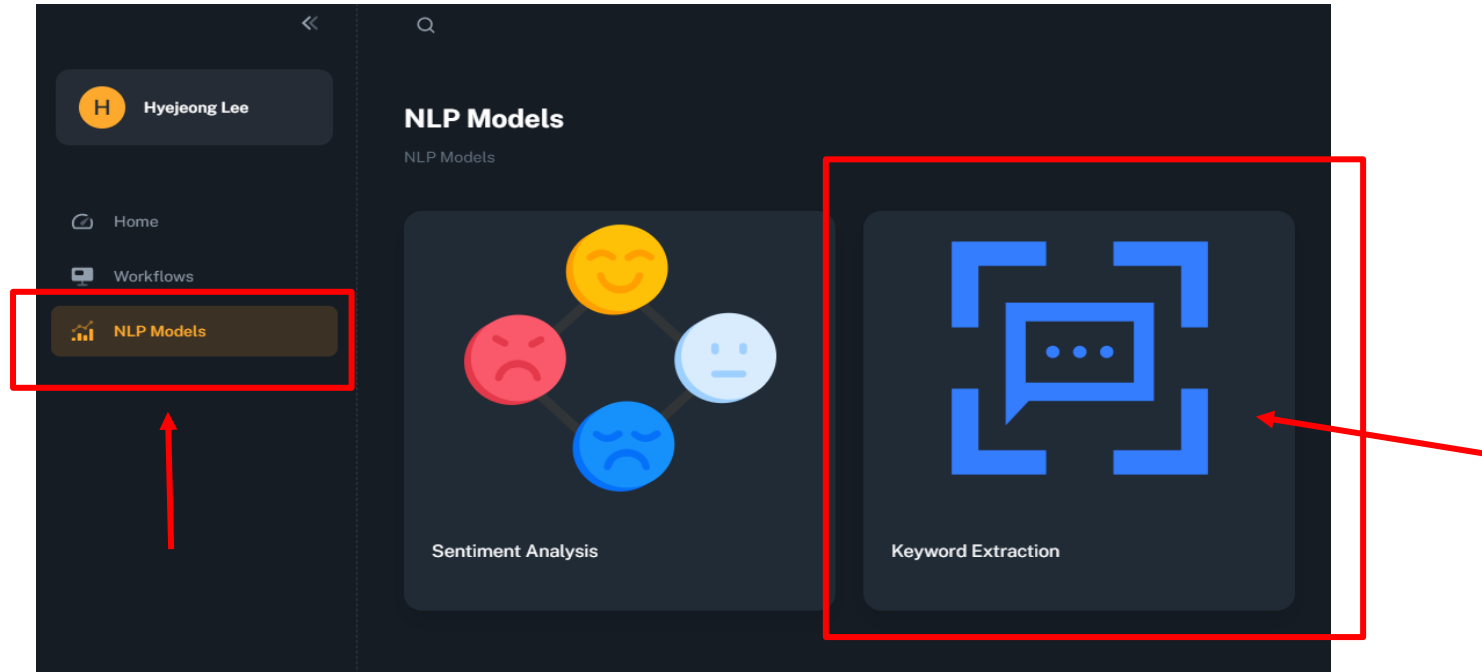 H
Hyejeong Lee
Home
Workflows
NLP Models
NLP Models
NLP Models
Sentiment Analysis
Keyword Extraction